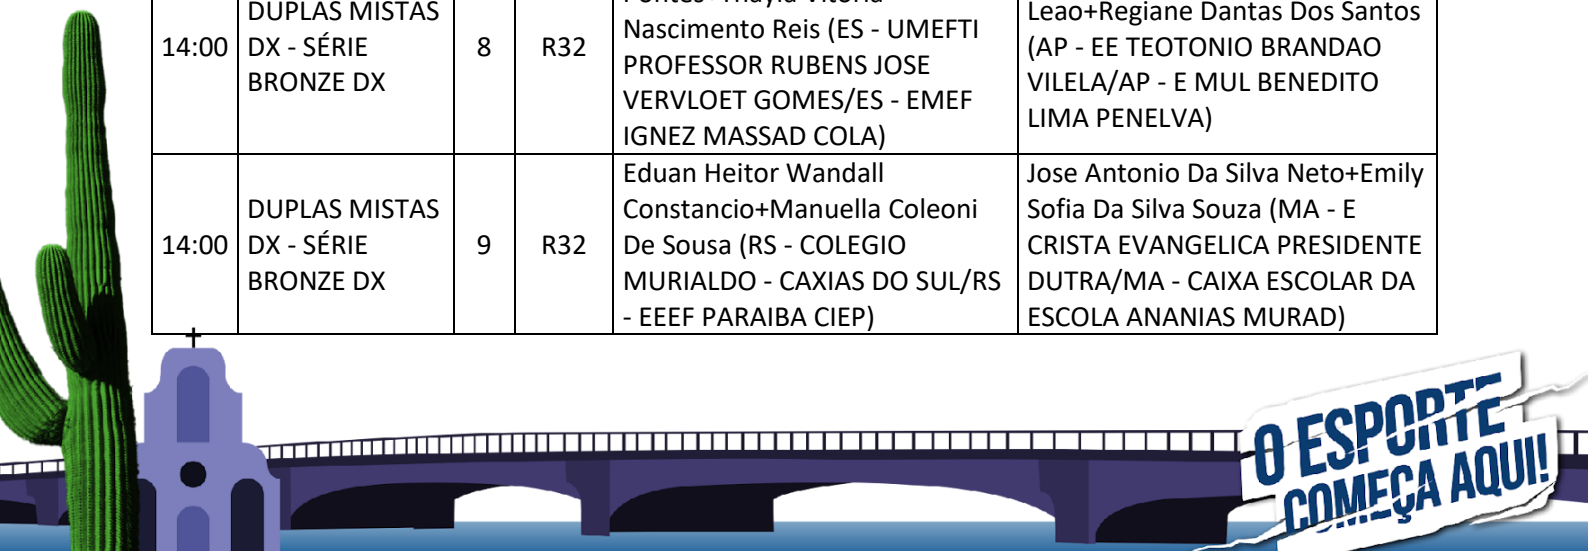 DUPLAS MISTAS
14:00 DX - SÉRIE
BRONZE DX
8
R32
Nascimento Reis (ES - UMEFTI
PROFESSOR RUBENS JOSE
VERVLOET GOMES/ES - EMEF
IGNEZ MASSAD COLA)
Leao+Regiane Dantas Dos Santos
(AP - EE TEOTONIO BRANDAO
VILELA/AP - E MUL BENEDITO
LIMA PENELVA)
14:00
DUPLAS MISTAS
DX - SÉRIE
BRONZE DX
9
R32
Eduan Heitor Wandall
Constancio+Manuella Coleoni
De Sousa (RS - COLEGIO
MURIALDO - CAXIAS DO SUL/RS
- EEEF PARAIBA CIEP)
Jose Antonio Da Silva Neto+Emily
Sofia Da Silva Souza (MA - E
CRISTA EVANGELICA PRESIDENTE
DUTRA/MA - CAIXA ESCOLAR DA
ESCOLA ANANIAS MURAD)
O ESPORTE
COMEÇA AQUI!